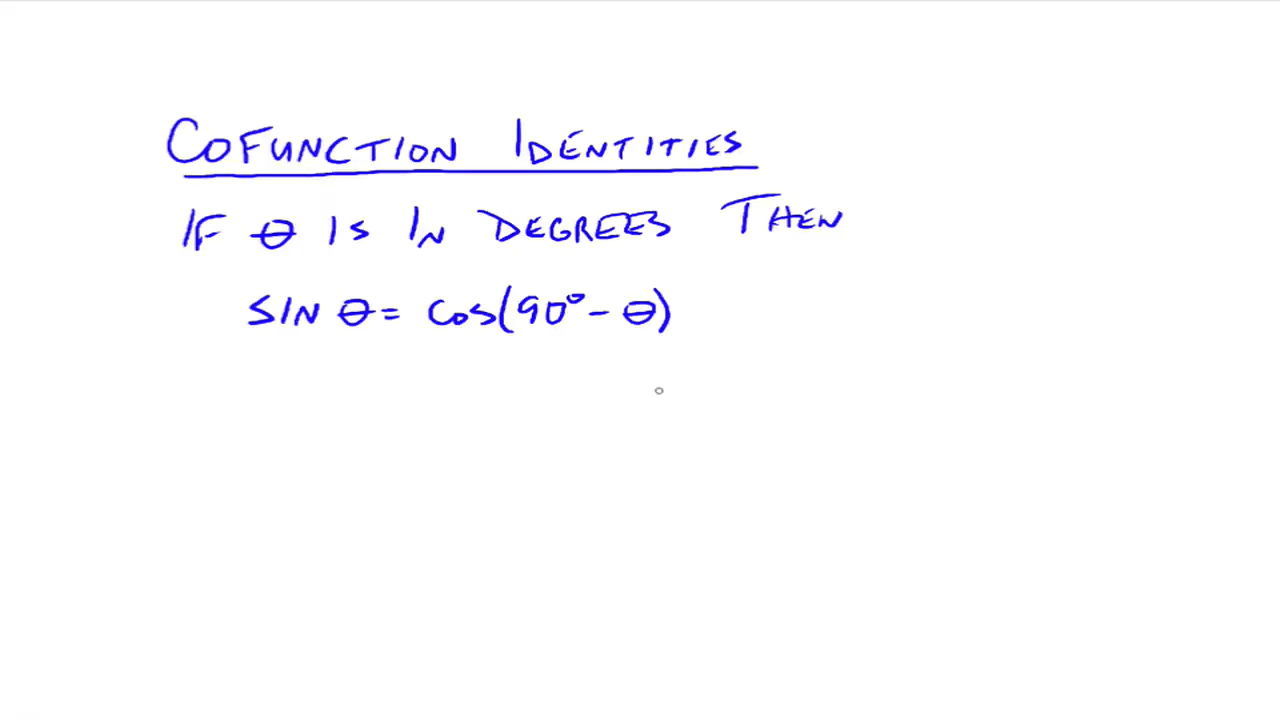 COFUNCTION IDENTITIES
IF θ IS IN DEGREES THEN
SIN θ = COS(90° - θ)